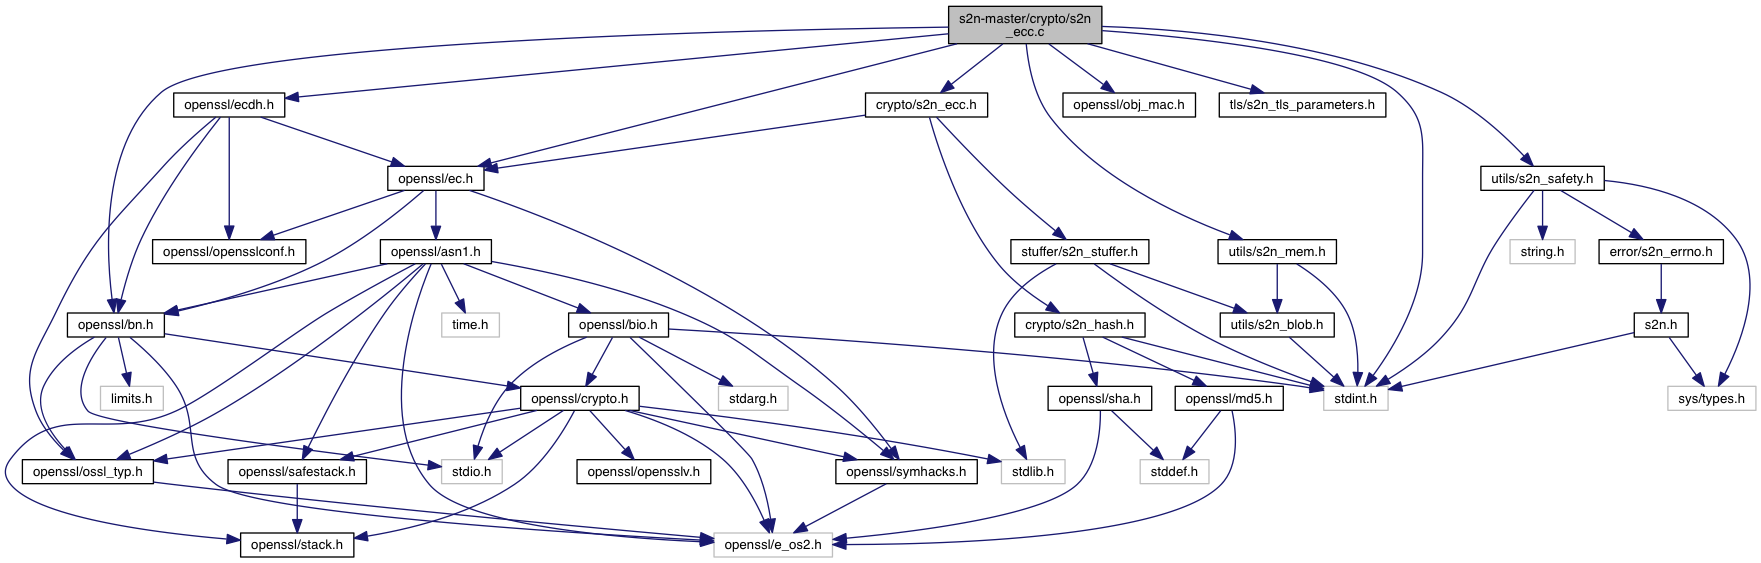 s2n-master/crypto/s2n
_ecc.c
openssl/ecdh.h
crypto/s2n_ecc.h
openssl/obj_mac.h
tls/s2n_tls_parameters.h
openssl/ec.h
utils/s2n_safety.h
openssl/opensslconf.h
openssl/asn1.h
stuffer/s2n_stuffer.h
utils/s2n_mem.h
string.h
error/s2n_errno.h
openssl/bn.h
time.h
openssl/bio.h
crypto/s2n_hash.h
utils/s2n_blob.h
s2n.h
limits.h
openssl/crypto.h
stdarg.h
openssl/sha.h
openssl/md5.h
stdint.h
sys/types.h
openssl/ossl_typ.h
openssl/safestack.h
stdio.h
openssl/opensslv.h
openssl/symhacks.h
stdlib.h
stddef.h
openssl/stack.h
openssl/e_os2.h